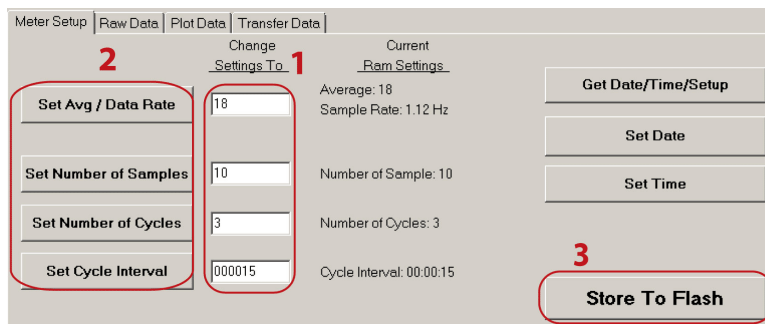 Meter Setup Raw Data Plot Data Transfer Data
2
Change
Settings To
1
Current
Ram Settings
Set Avg / Data Rate
18
Average: 18
Sample Rate: 1.12 Hz
Get Date/Time/Setup
Set Date
Set Number of Samples
10
Number of Sample: 10
Set Time
Set Number of Cycles
3
Number of Cycles: 3
Set Cycle Interval
000015
Cycle Interval: 00:00:15
3
Store To Flash